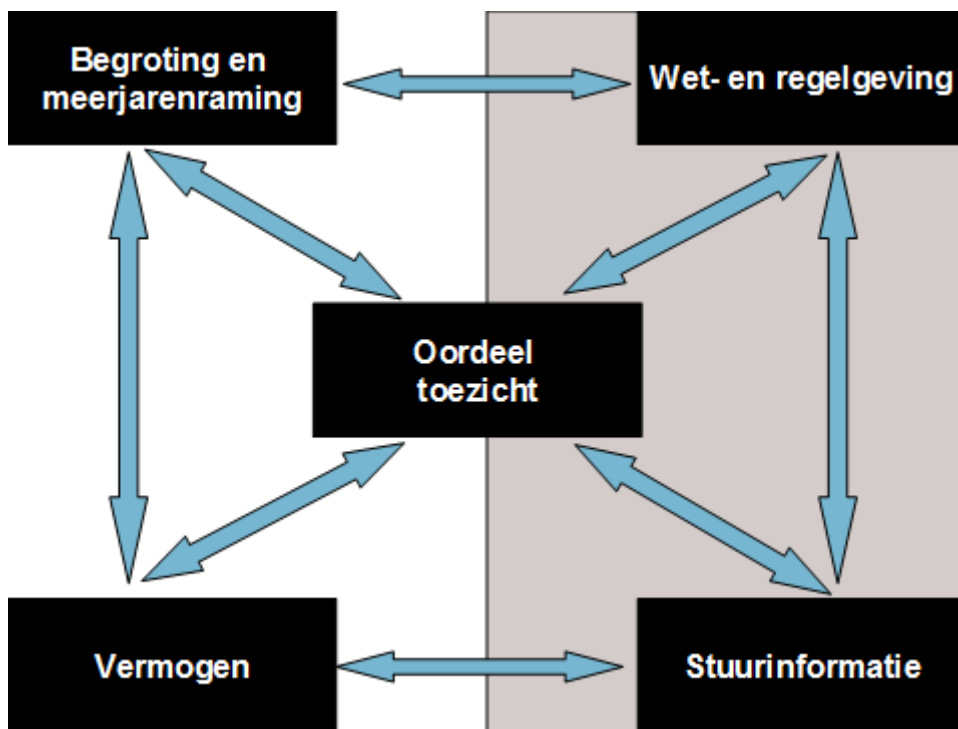 Begroting en
meerjarenraming
Wet- en regelgeving
Oordeel
toezicht
Vermogen
Stuurinformatie